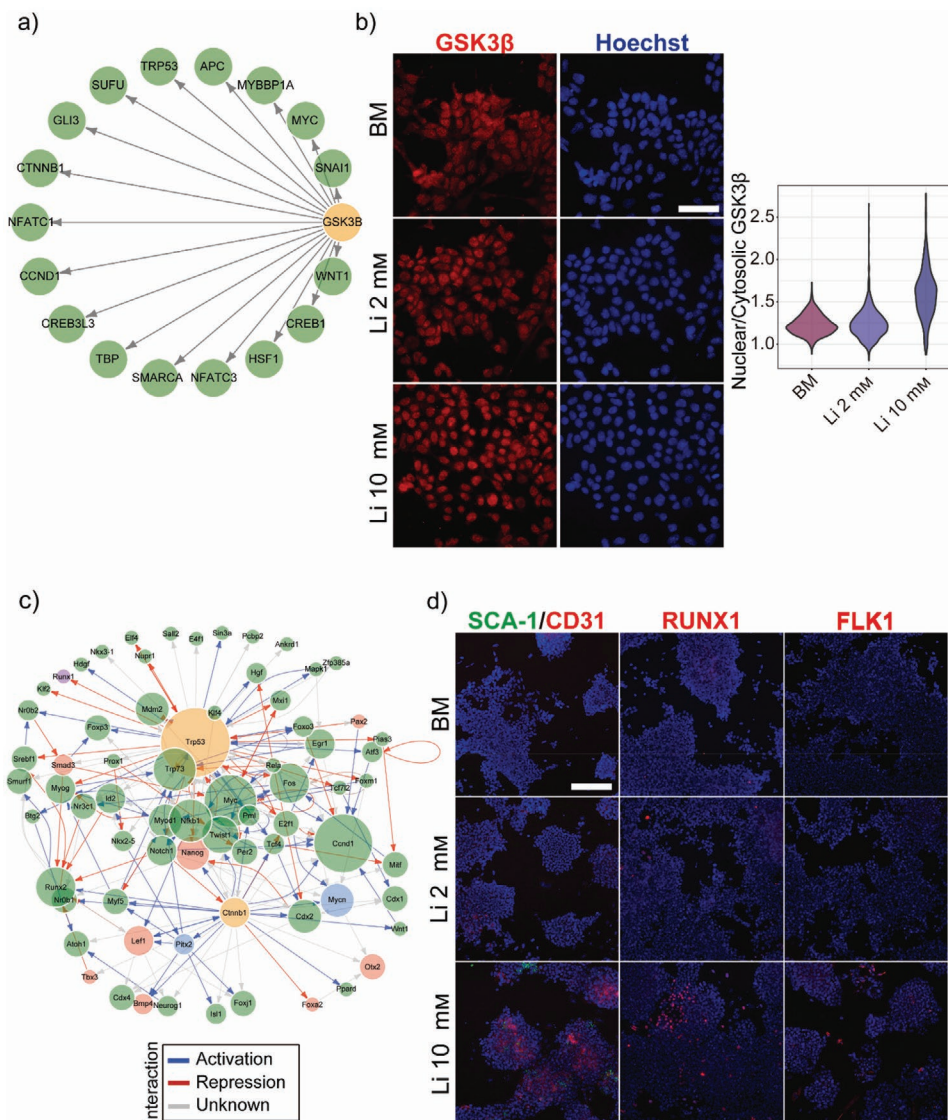 a)
TRP53
APC
SUFU
MYBBP1A
GLI3
MYC
CTNNB1
SNAI1
NFATC1
GSK3B
CCND1
WNT1
CREB3L3
CREB1
TBP
HSF1
SMARCA
NFATC3
b)
GSK3β
Hoechst
BM
Li 2 mM
Li 10 mM
Nuclear/Cytosolic GSK3β
2.5
2.0
1.5
1.0
BM
Li 2 mM
Li 10 mM
c)
Elf4
Sall2
E4f1
Sin3a
Pcbp2
Ankrd1
Nkx3-1
Nupr1
Hdgf
Zfp385a
Runx1
Hgf
Mapk1
Klf2
Mdm2
Klf4
Mxi1
Nr0b2
Foxp3
Trp53
Foxo3
Pax2
Egr1
Pias3
Srebf1
Smad3
Prox1
Trp73
Rela
Atf3
Smurf1
Myog
Fos
Foxm1
Nr3c1
Id2
Myc
Tcf7l2
Btg2
Myod1
Nfkb1
Pml
E2f1
Nkx2-5
Twist1
Notch1
Nanog
Per2
Tcf4
Ccnd1
Mitf
Runx2
Nr0b1
Myf5
Ctnnb1
Cdx2
Mycn
Cdx1
Wnt1
Atoh1
Lef1
Pitx2
Tbx3
Otx2
Cdx4
Bmp4
Neurog1
Isl1
Foxj1
Foxa2
Ppard
Interaction
Activation
Repression
Unknown
d)
SCA-1/CD31
RUNX1
FLK1
BM
Li 2 mM
Li 10 mM